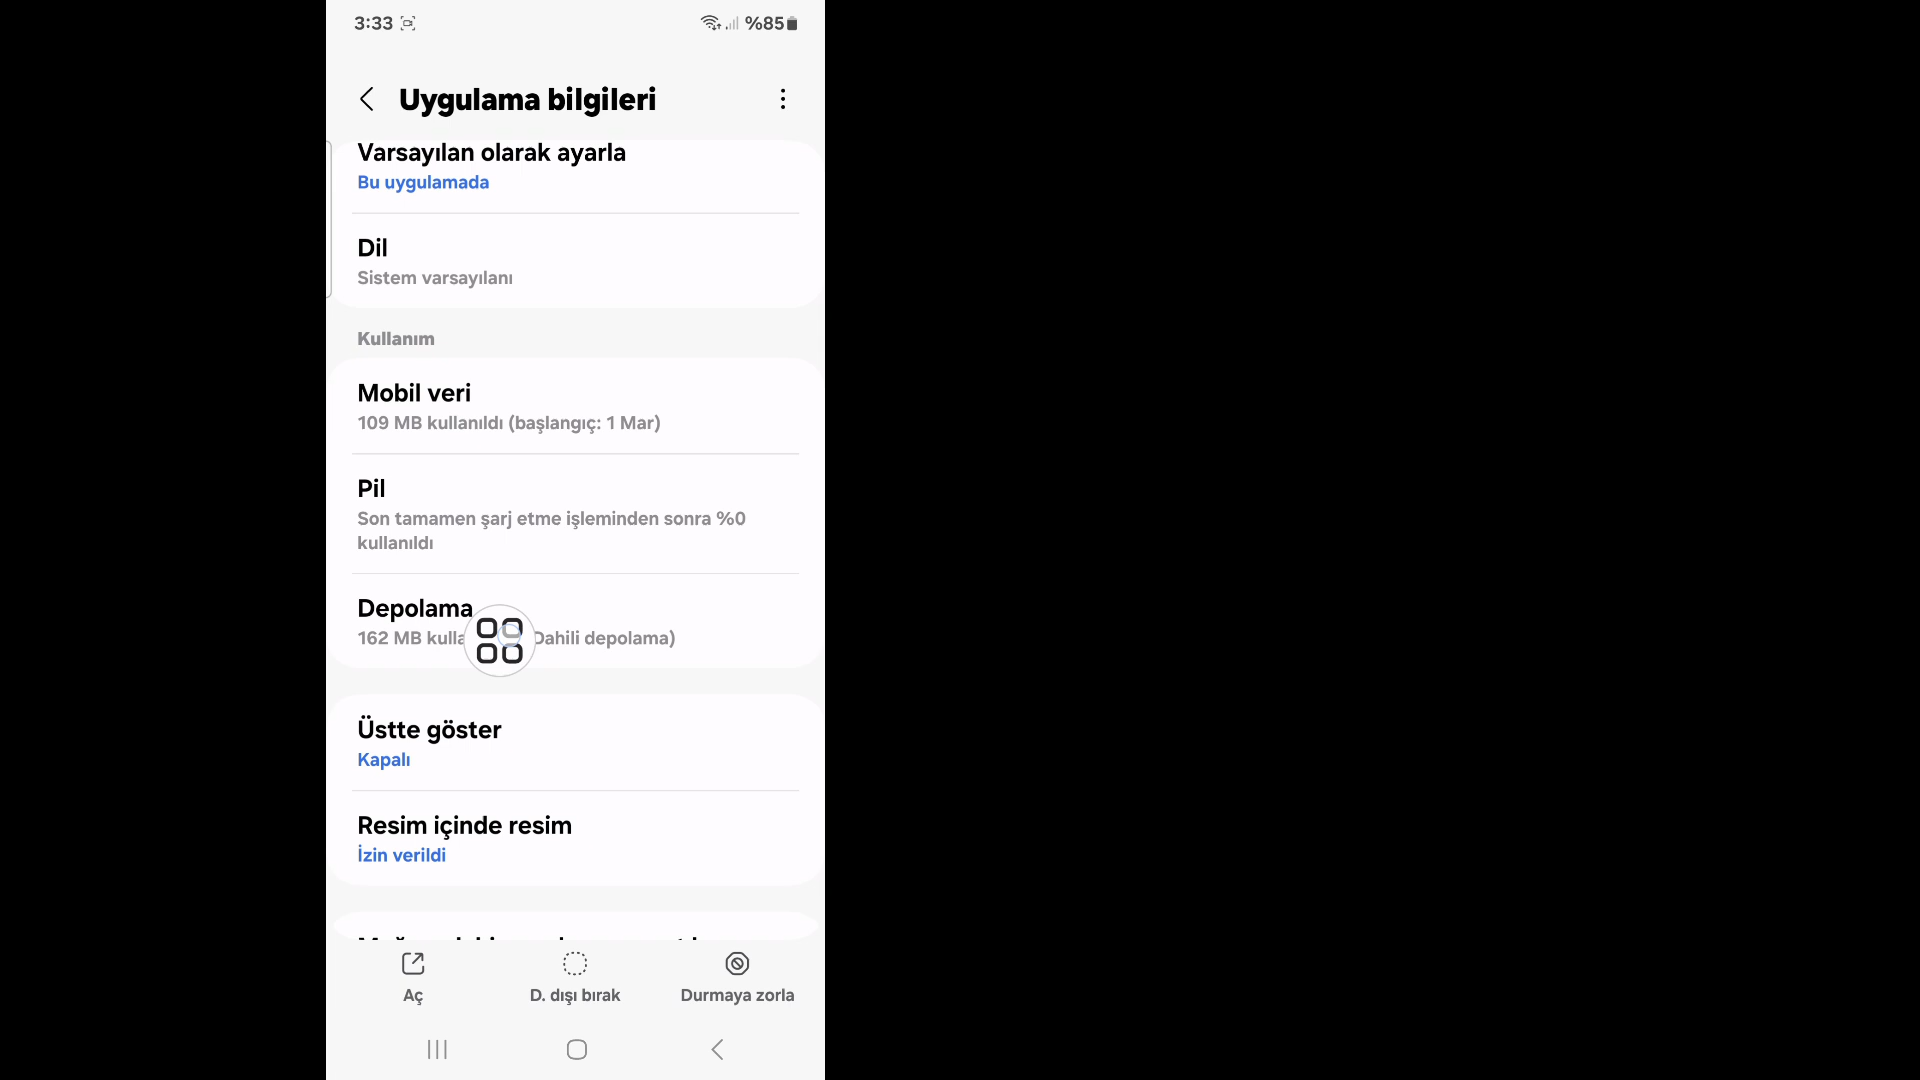 3:33
%85
Uygulama bilgileri
Varsayılan olarak ayarla
Bu uygulamada
Dil
Sistem varsayılanı
Kullanım
Mobil veri
109 MB kullanıldı (başlangıç: 1 Mar)
Pil
Son tamamen şarj etme işleminden sonra %0
kullanıldı
Depolama
162 MB kulla Dahili depolama)
Üstte göster
Kapalı
Resim içinde resim
İzin verildi
Aç
D. dışı bırak
Durmaya zorla